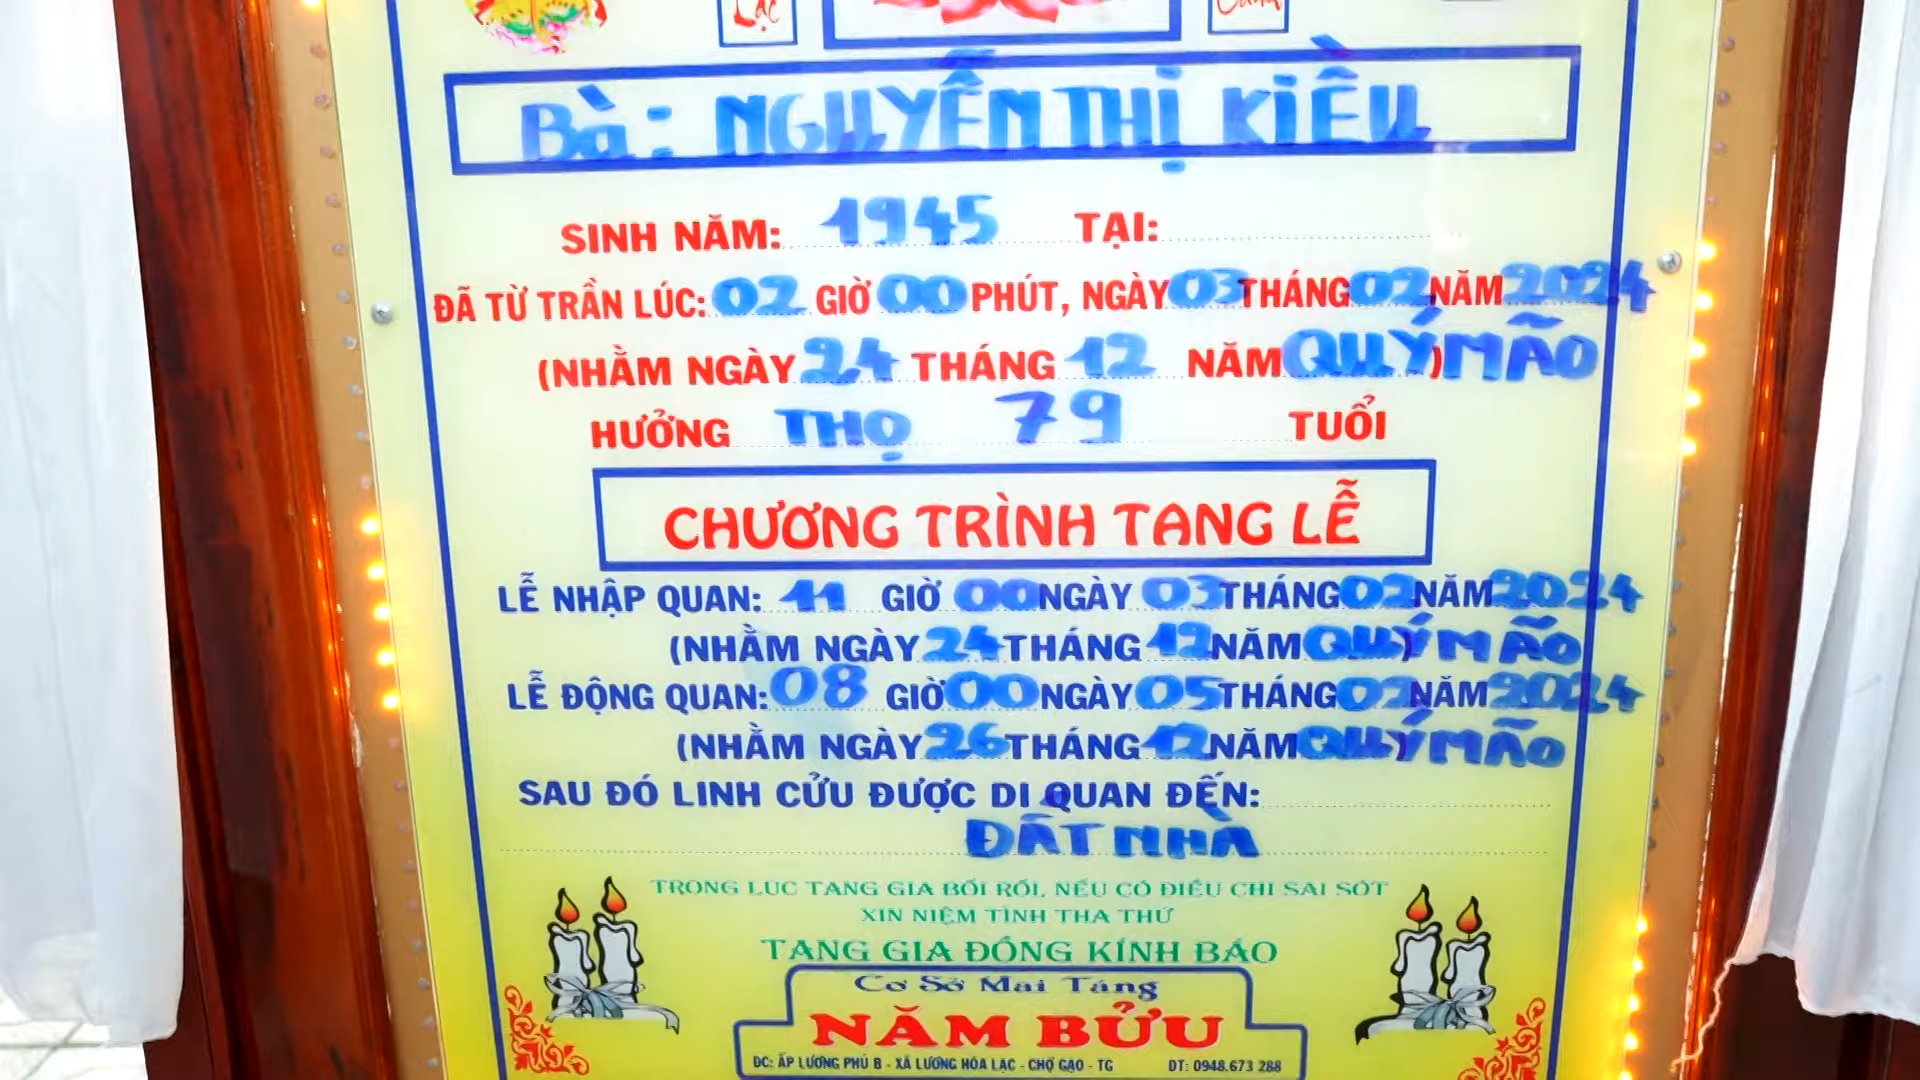 Lạc
Bà: NGUYỄN THỊ KIỀU
SINH NĂM: 1945 TẠI:
ĐÃ TỪ TRẦN LÚC: 02 GIỜ 00 PHÚT, NGÀY 03 THÁNG 02 NĂM 2024
(NHẰM NGÀY 24 THÁNG 12 NĂM QUÝ MÃO)
HƯỞNG THỌ 79 TUỔI
CHƯƠNG TRÌNH TANG LỄ
LỄ NHẬP QUAN: 11 GIỜ 00 NGÀY 03 THÁNG 02 NĂM 2024
(NHẰM NGÀY 24 THÁNG 12 NĂM QUÝ MÃO)
LỄ ĐỘNG QUAN: 08 GIỜ 00 NGÀY 05 THÁNG 02 NĂM 2024
(NHẰM NGÀY 26 THÁNG 12 NĂM QUÝ MÃO)
SAU ĐÓ LINH CỬU ĐƯỢC DI QUAN ĐẾN:
ĐẤT NHÀ
TRONG LÚC TANG GIA BỐI RỐI, NẾU CÓ ĐIỀU CHI SAI SÓT
XIN NIỆM TÌNH THA THỨ
TANG GIA ĐỒNG KÍNH BÁO
Cơ Sở Mai Táng
NĂM BỬU
ĐC: ẤP LƯƠNG PHÚ B - XÃ LƯƠNG HÒA LẠC - CHỢ GẠO - TG ĐT: 0948.673 288